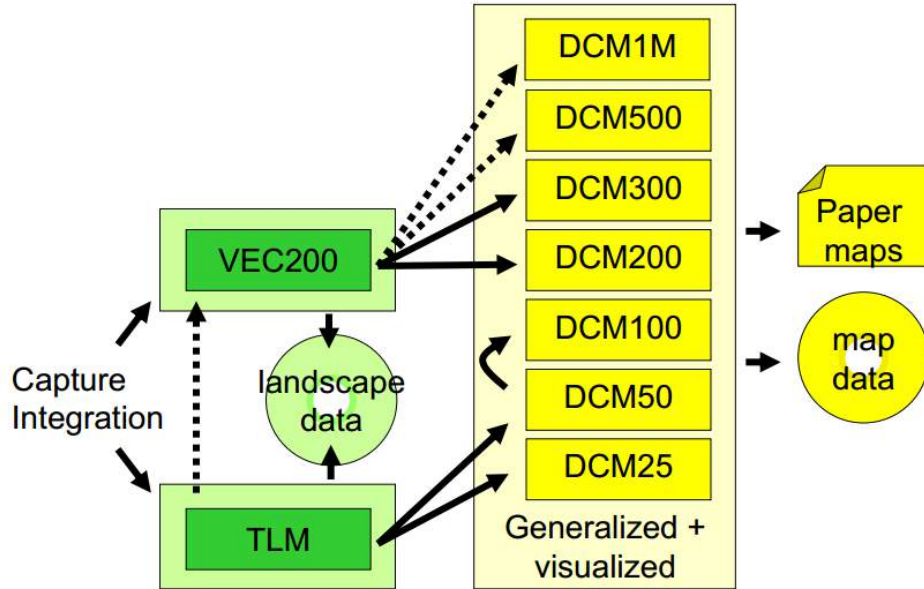 DCM1M
DCM500
DCM300
DCM200
DCM100
DCM50
DCM25
Generalized +
visualized
VEC200
Capture
Integration
landscape
data
TLM
Paper
maps
map
data